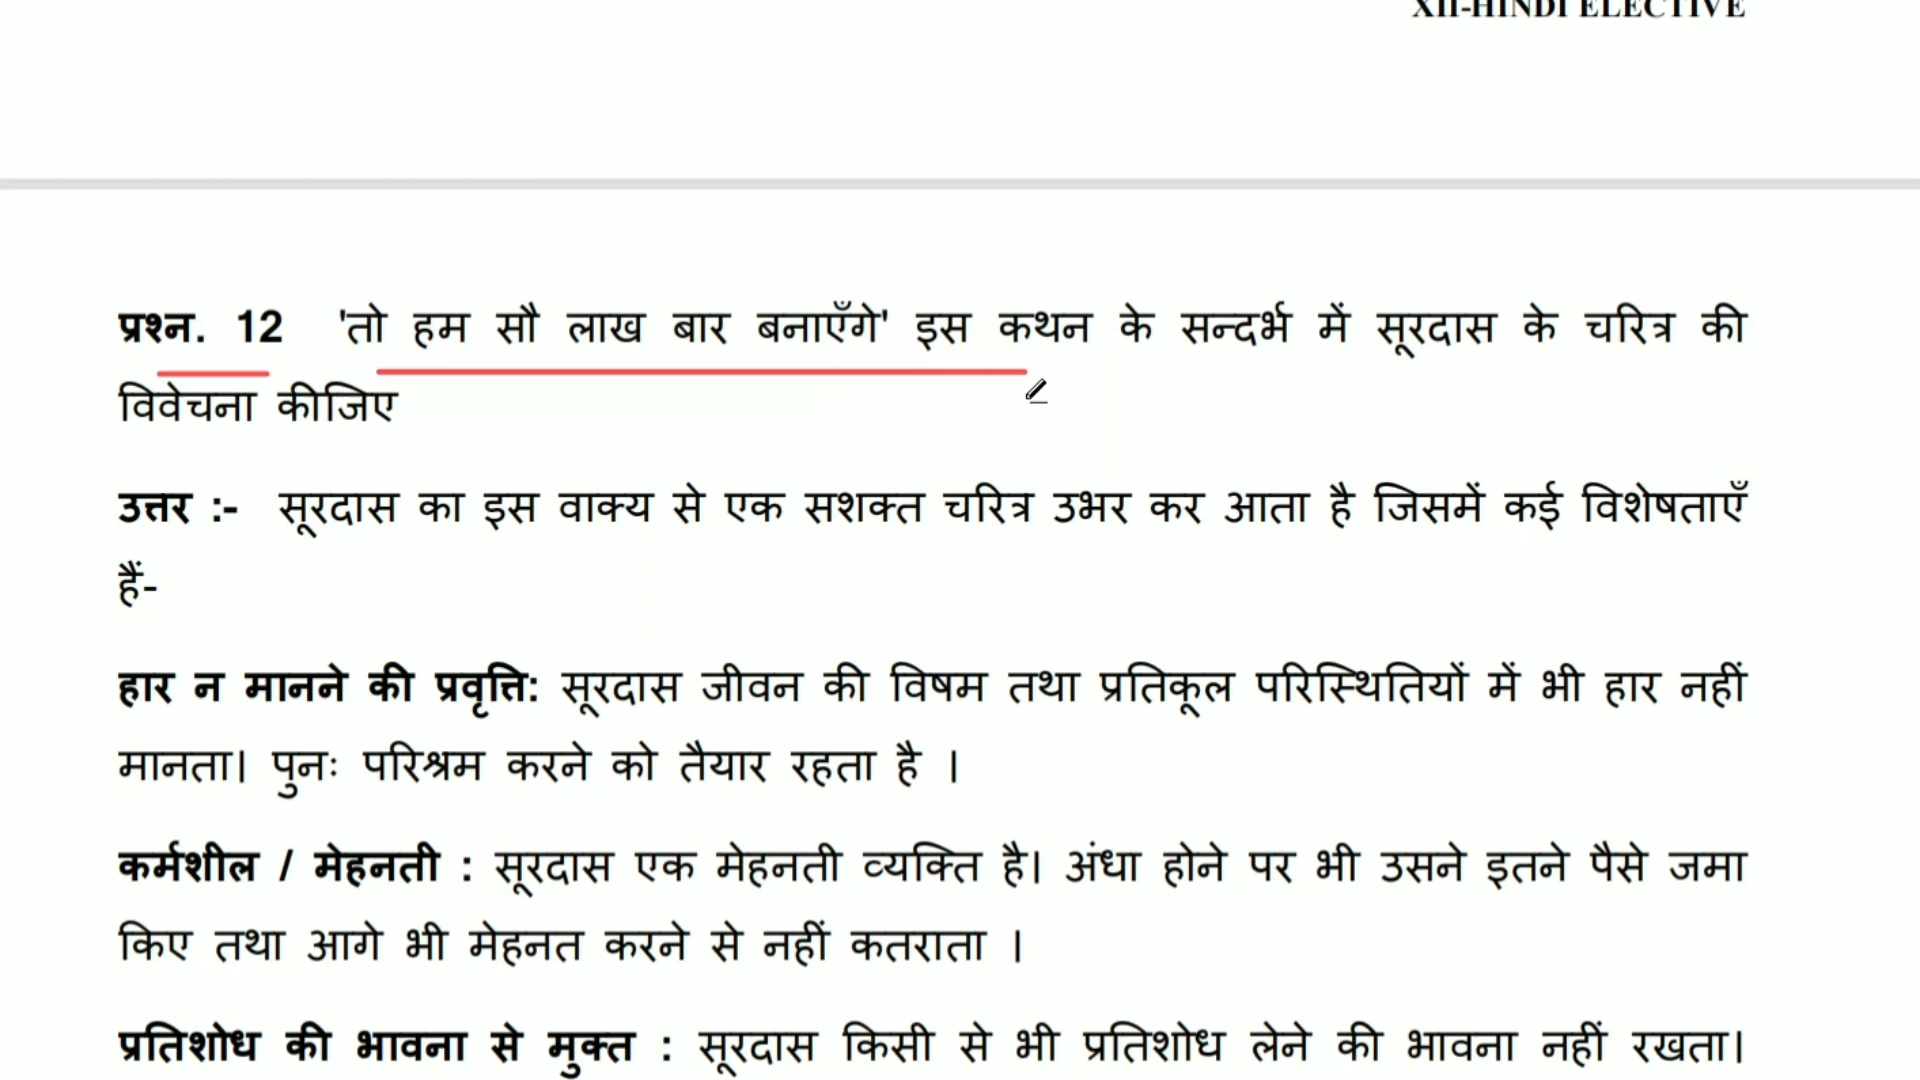 XII-HINDI ELECTIVE
प्रश्न. 12 'तो हम सौ लाख बार बनाएँगे' इस कथन के सन्दर्भ में सूरदास के चरित्र की
विवेचना कीजिए
उत्तर :- सूरदास का इस वाक्य से एक सशक्त चरित्र उभर कर आता है जिसमें कई विशेषताएँ
हैं-
हार न मानने की प्रवृत्ति: सूरदास जीवन की विषम तथा प्रतिकूल परिस्थितियों में भी हार नहीं
मानता। पुनः परिश्रम करने को तैयार रहता है ।
कर्मशील / मेहनती : सूरदास एक मेहनती व्यक्ति है। अंधा होने पर भी उसने इतने पैसे जमा
किए तथा आगे भी मेहनत करने से नहीं कतराता ।
प्रतिशोध की भावना से मुक्त : सूरदास किसी से भी प्रतिशोध लेने की भावना नहीं रखता।